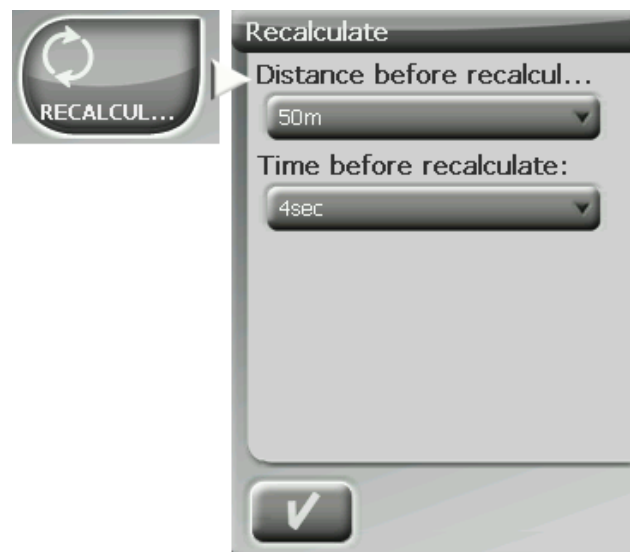 RECALCUL...
Recalculate
Distance before recalcul...
50m
Time before recalculate:
4sec